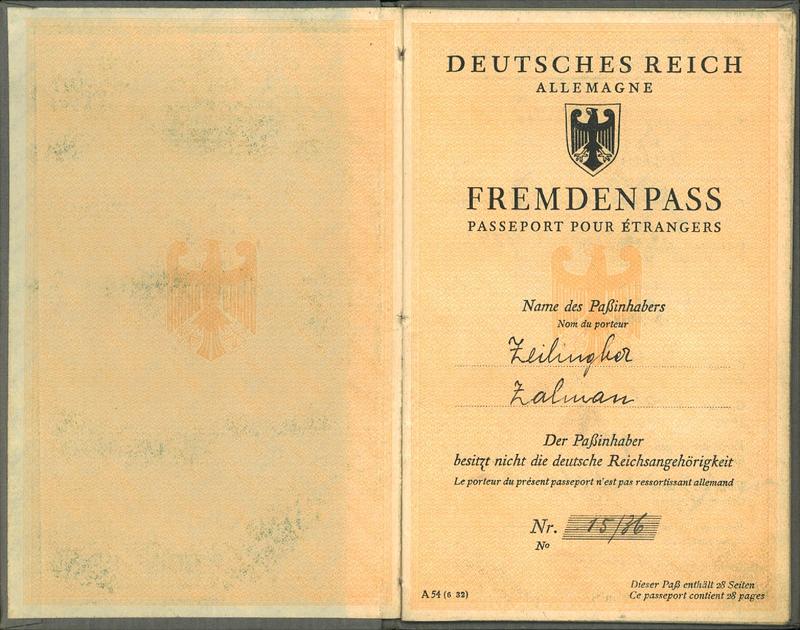 DEUTSCHES REICH
ALLEMAGNE
FREMDENPASS
PASSEPORT POUR ÉTRANGERS
Name des Paßinhabers
Nom du porteur
Zeilingher
Zalman
Der Paßinhaber
besitzt nicht die deutsche Reichsangehörigkeit
Le porteur du présent passeport n'est pas ressortissant allemand
Nr. 15/36
No
Dieser Paß enthält 28 Seiten
A 54 (6 32) Ce passeport contient 28 pages